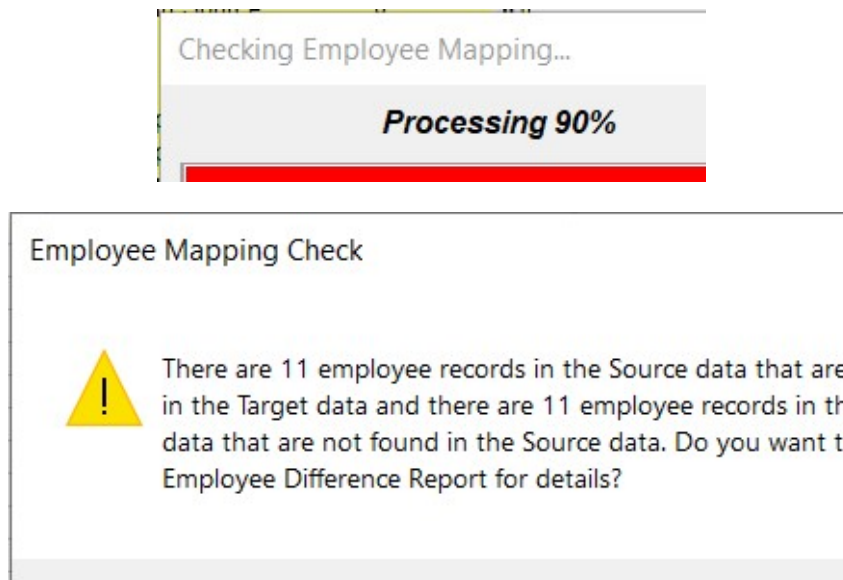 Checking Employee Mapping...
Processing 90%
Employee Mapping Check
There are 11 employee records in the Source data that are
in the Target data and there are 11 employee records in th
data that are not found in the Source data. Do you want t
Employee Difference Report for details?